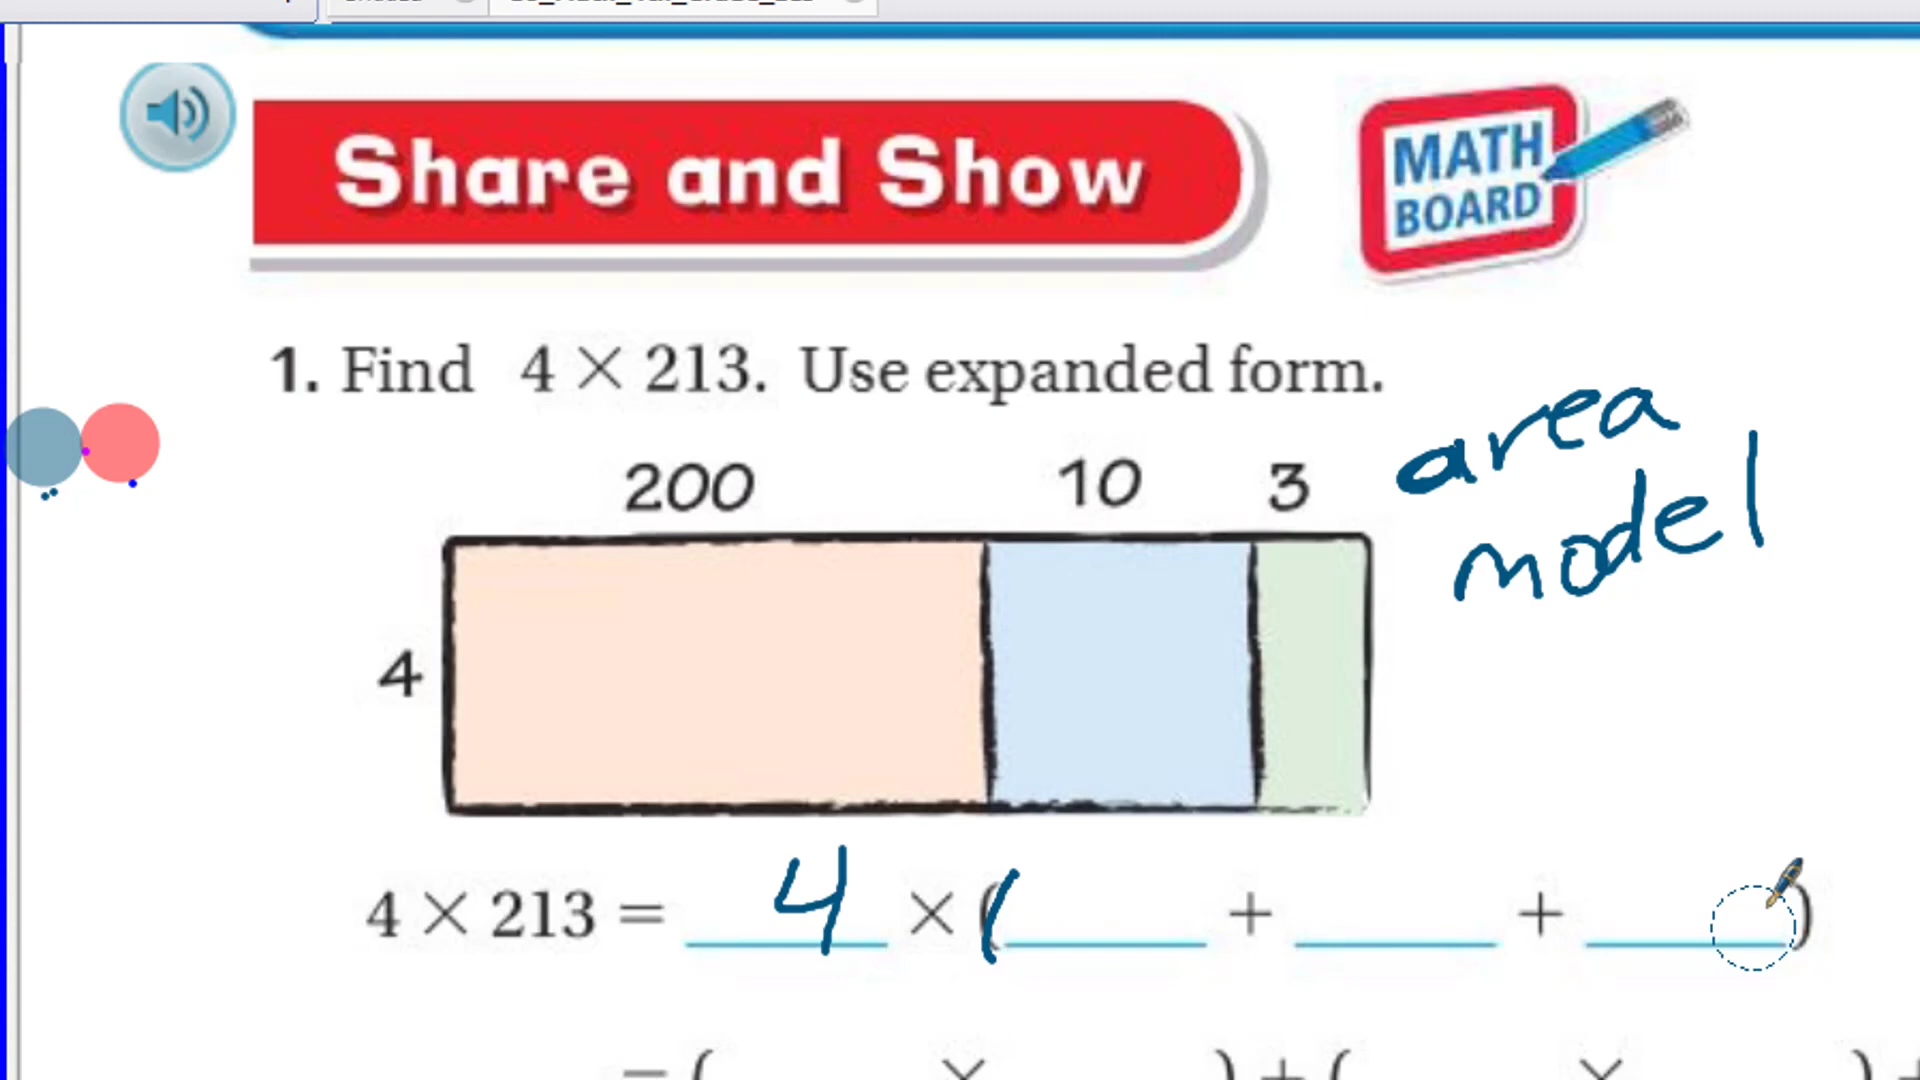 Share and Show
MATH
BOARD
1. Find 4 × 213. Use expanded form.
area
model
200 10 3
4
4 × 213 = 4 × ( + + )
= ( × ) + ( × ) +